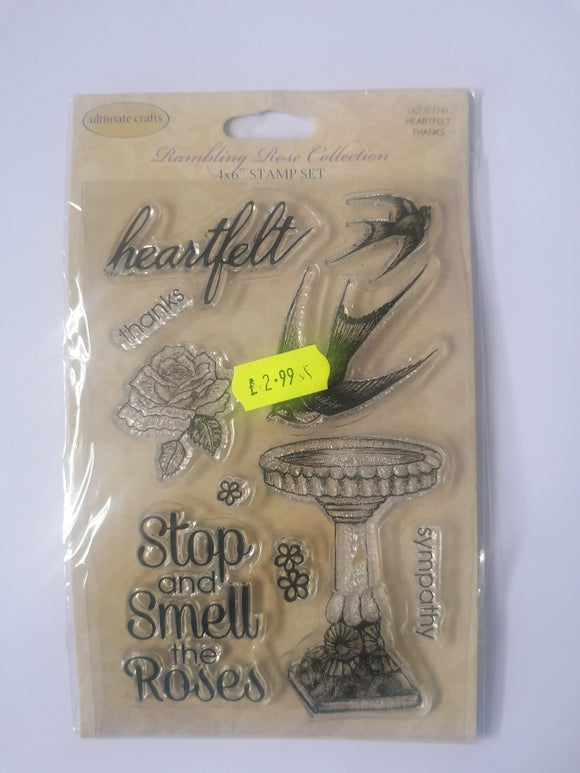 ultimate crafts
HEARTFELT
THANKS
Rambling Rose Collection
4x6" STAMP SET
heartfelt
thanks
£2.99
Stop
and
Smell
the
Roses
sympathy